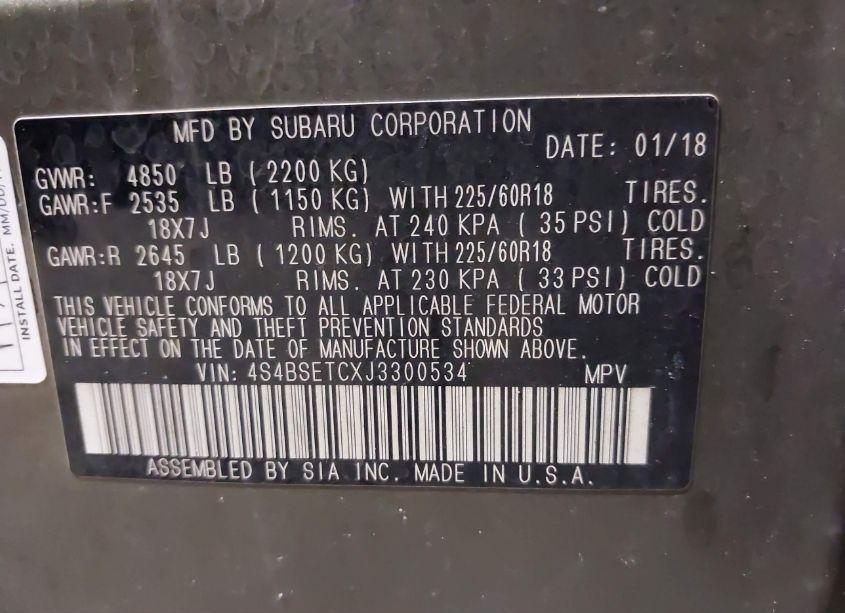 MFD BY SUBARU CORPORATION
DATE: 01/18
GVWR: 4850 LB ( 2200 KG)
GAWR:F 2535 LB ( 1150 KG) WITH 225/60R18 TIRES.
18X7J RIMS. AT 240 KPA ( 35 PSI) COLD
GAWR:R 2645 LB ( 1200 KG) WITH 225/60R18 TIRES.
18X7J RIMS. AT 230 KPA ( 33 PSI) COLD
THIS VEHICLE CONFORMS TO ALL APPLICABLE FEDERAL MOTOR
VEHICLE SAFETY AND THEFT PREVENTION STANDARDS
IN EFFECT ON THE DATE OF MANUFACTURE SHOWN ABOVE.
VIN: 4S4BSETCXJ3300534 MPV
ASSEMBLED BY SIA INC. MADE IN U.S.A.
INSTALL DATE. MM/DD/